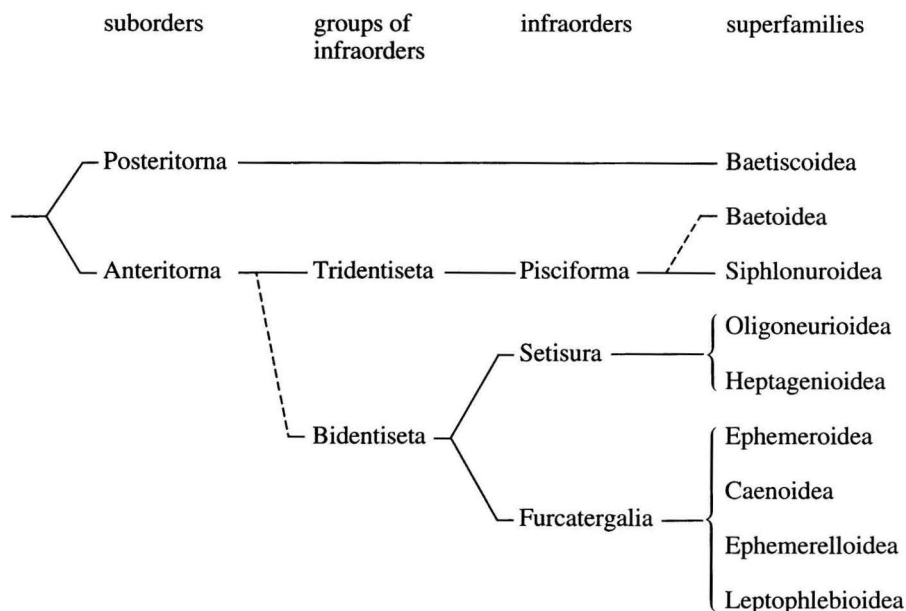 suborders groups of infraorders superfamilies
infraorders
Posteritorna Baetiscoidea
Baetoidea
Anteritorna Tridentiseta Pisciforma Siphlonuroidea
Oligoneurioidea
Setisura
Heptagenioidea
Bidentiseta Ephemeroidea
Caenoidea
Furcatergalia
Ephemerelloidea
Leptophlebioidea